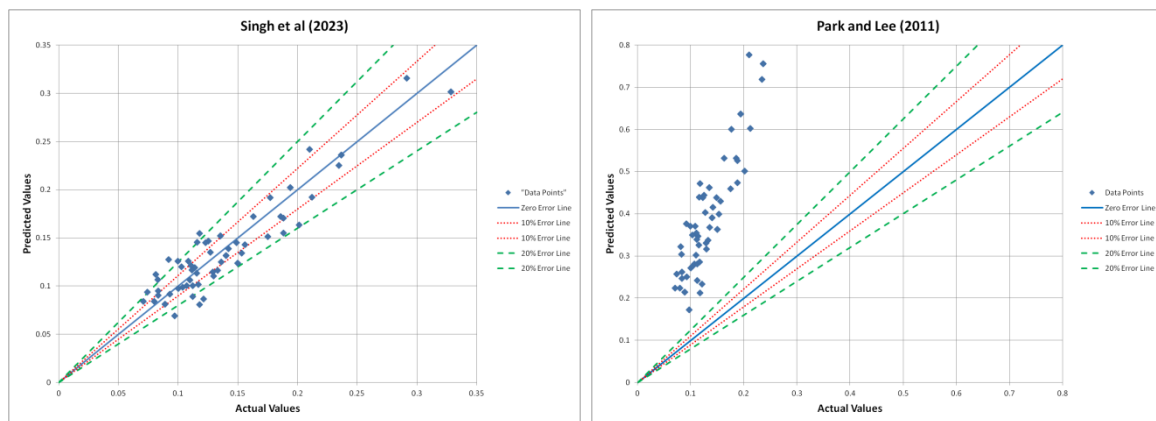 Singh et al (2023)
0.35
0.3
0.25
0.2
0.15
0.1
0.05
0
Predicted Values
0
0.05
0.1
0.15
0.2
0.25
0.3
0.35
Actual Values
"Data Points"
Zero Error Line
10% Error Line
10% Error Line
20% Error Line
20% Error Line
Park and Lee (2011)
0.8
0.7
0.6
0.5
0.4
0.3
0.2
0.1
0
Predicted Values
0
0.1
0.2
0.3
0.4
0.5
0.6
0.7
0.8
Actual Values
Data Points
Zero Error Line
10% Error Line
10% Error Line
20% Error Line
20% Error Line